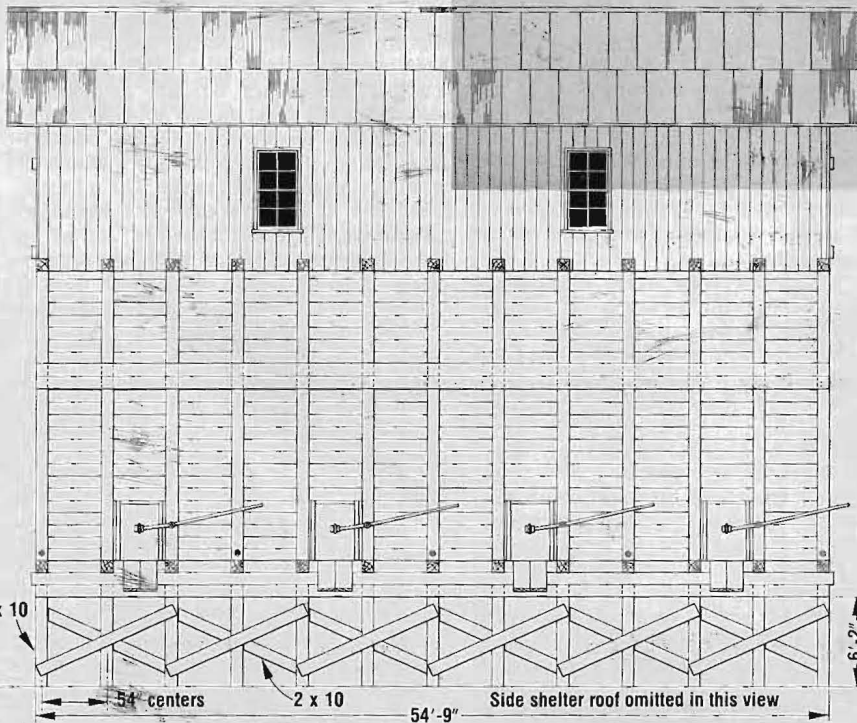 x 10
6'-2"
54" centers
2 x 10
Side shelter roof omitted in this view
54'-9"